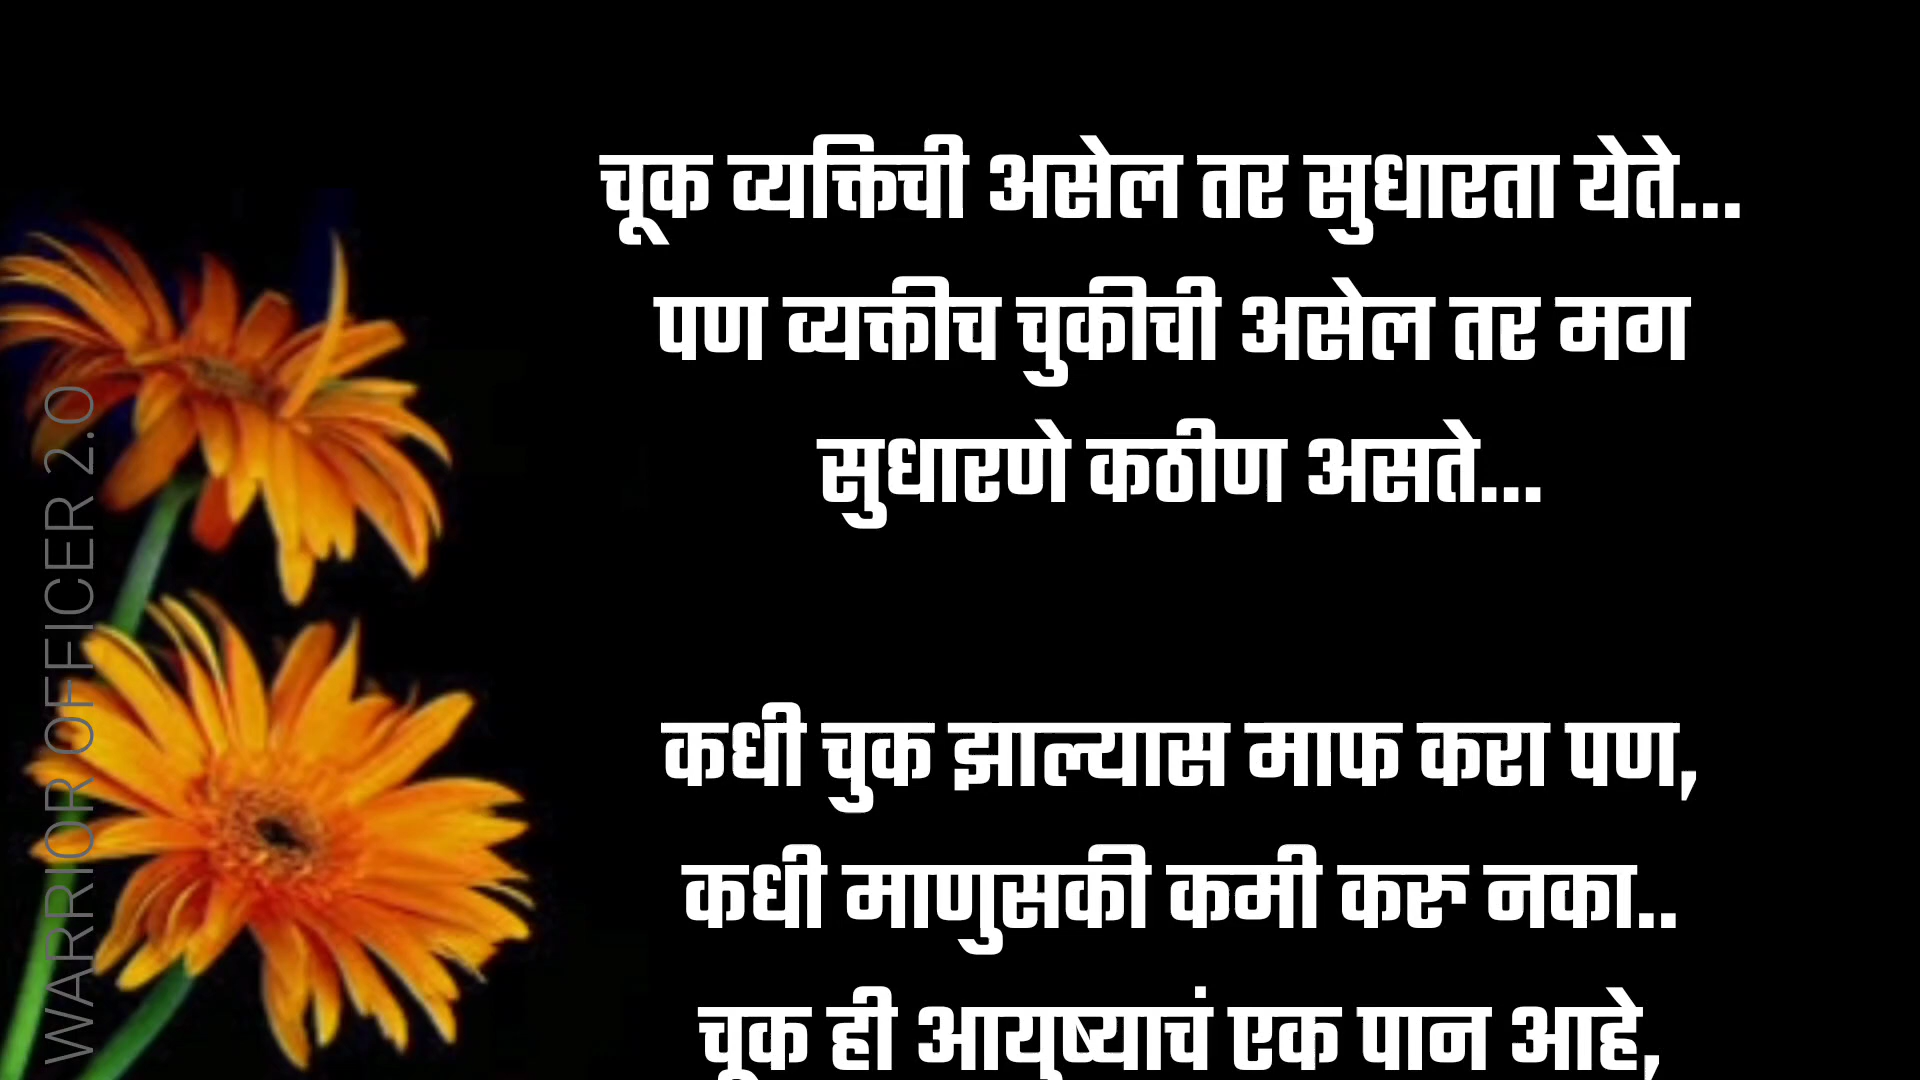 चूक व्यक्तिची असेल तर सुधारता येते...
पण व्यक्तीच चुकीची असेल तर मग
सुधारणे कठीण असते...
कधी चुक झाल्यास माफ करा पण,
कधी माणुसकी कमी करु नका..
चूक ही आयुष्याचं एक पान आहे,
WARRIOR OFFICER 2.0